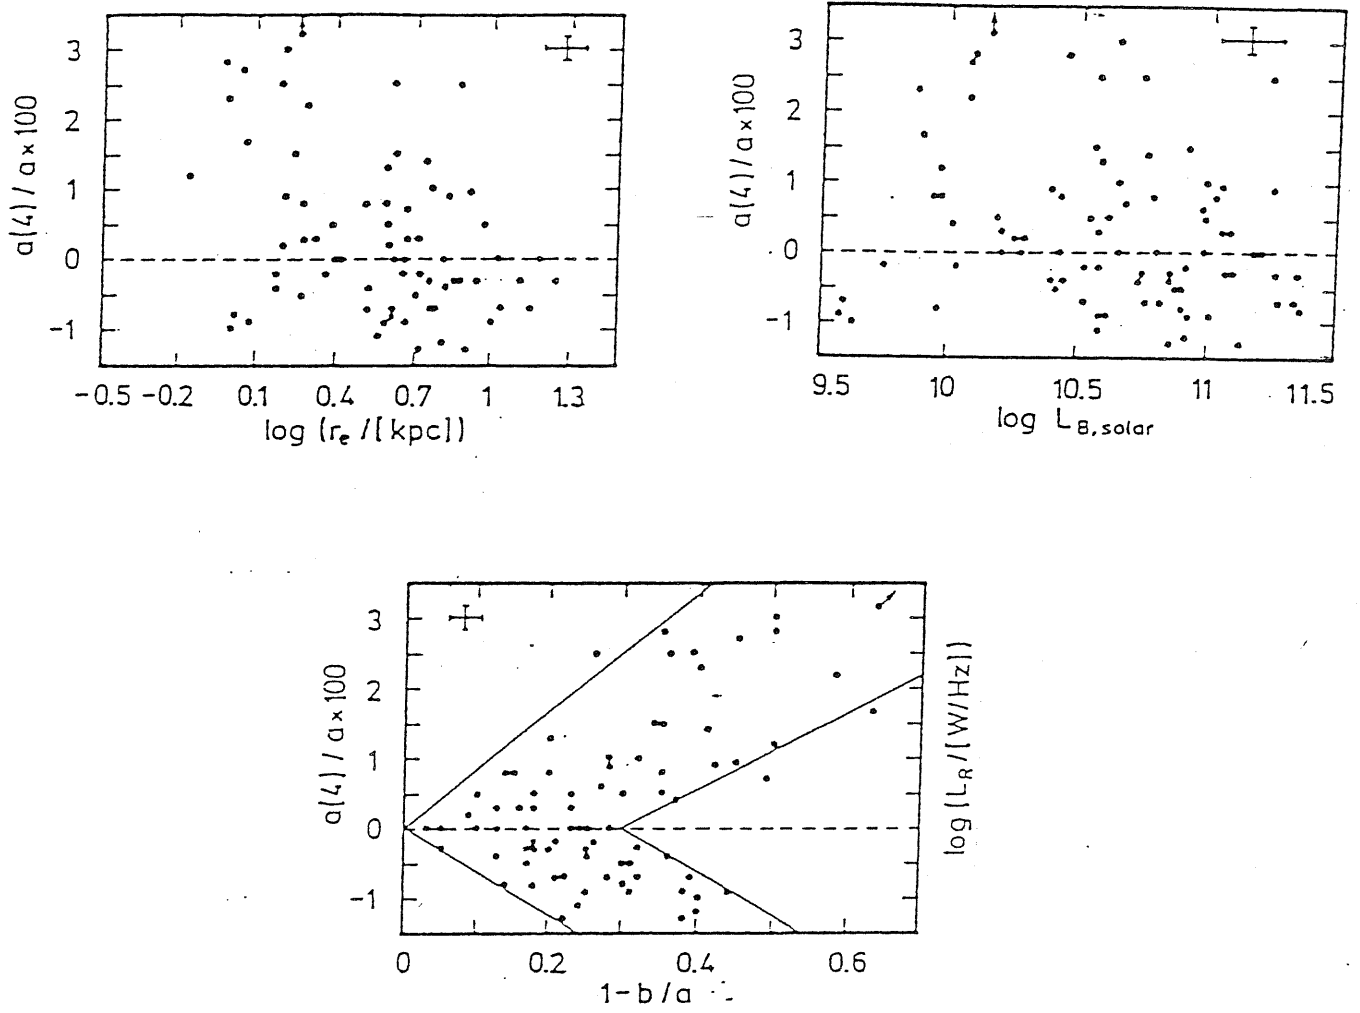 a(4) / a × 100
3
2
1
0
-1
-0.5 -0.2 0.1 0.4 0.7 1 1.3
log (r_e / [kpc])
a(4) / a × 100
3
2
1
0
-1
9.5 10 10.5 11 11.5
log L_B,solar
a(4) / a × 100
3
2
1
0
-1
0 0.2 0.4 0.6
1-b/a
log (L_R / [W/Hz])